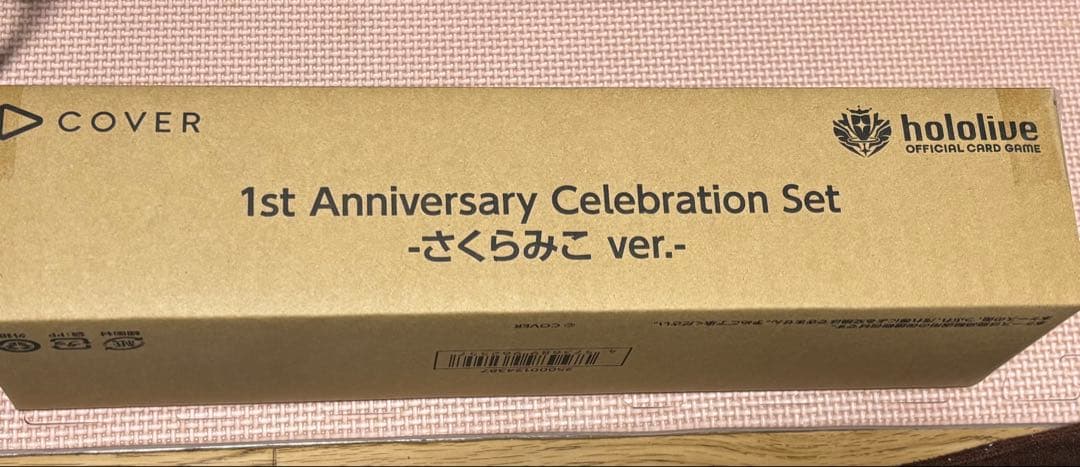 COVER
hololive
OFFICIAL CARD GAME
1st Anniversary Celebration Set
-さくらみこ ver.-
© COVER